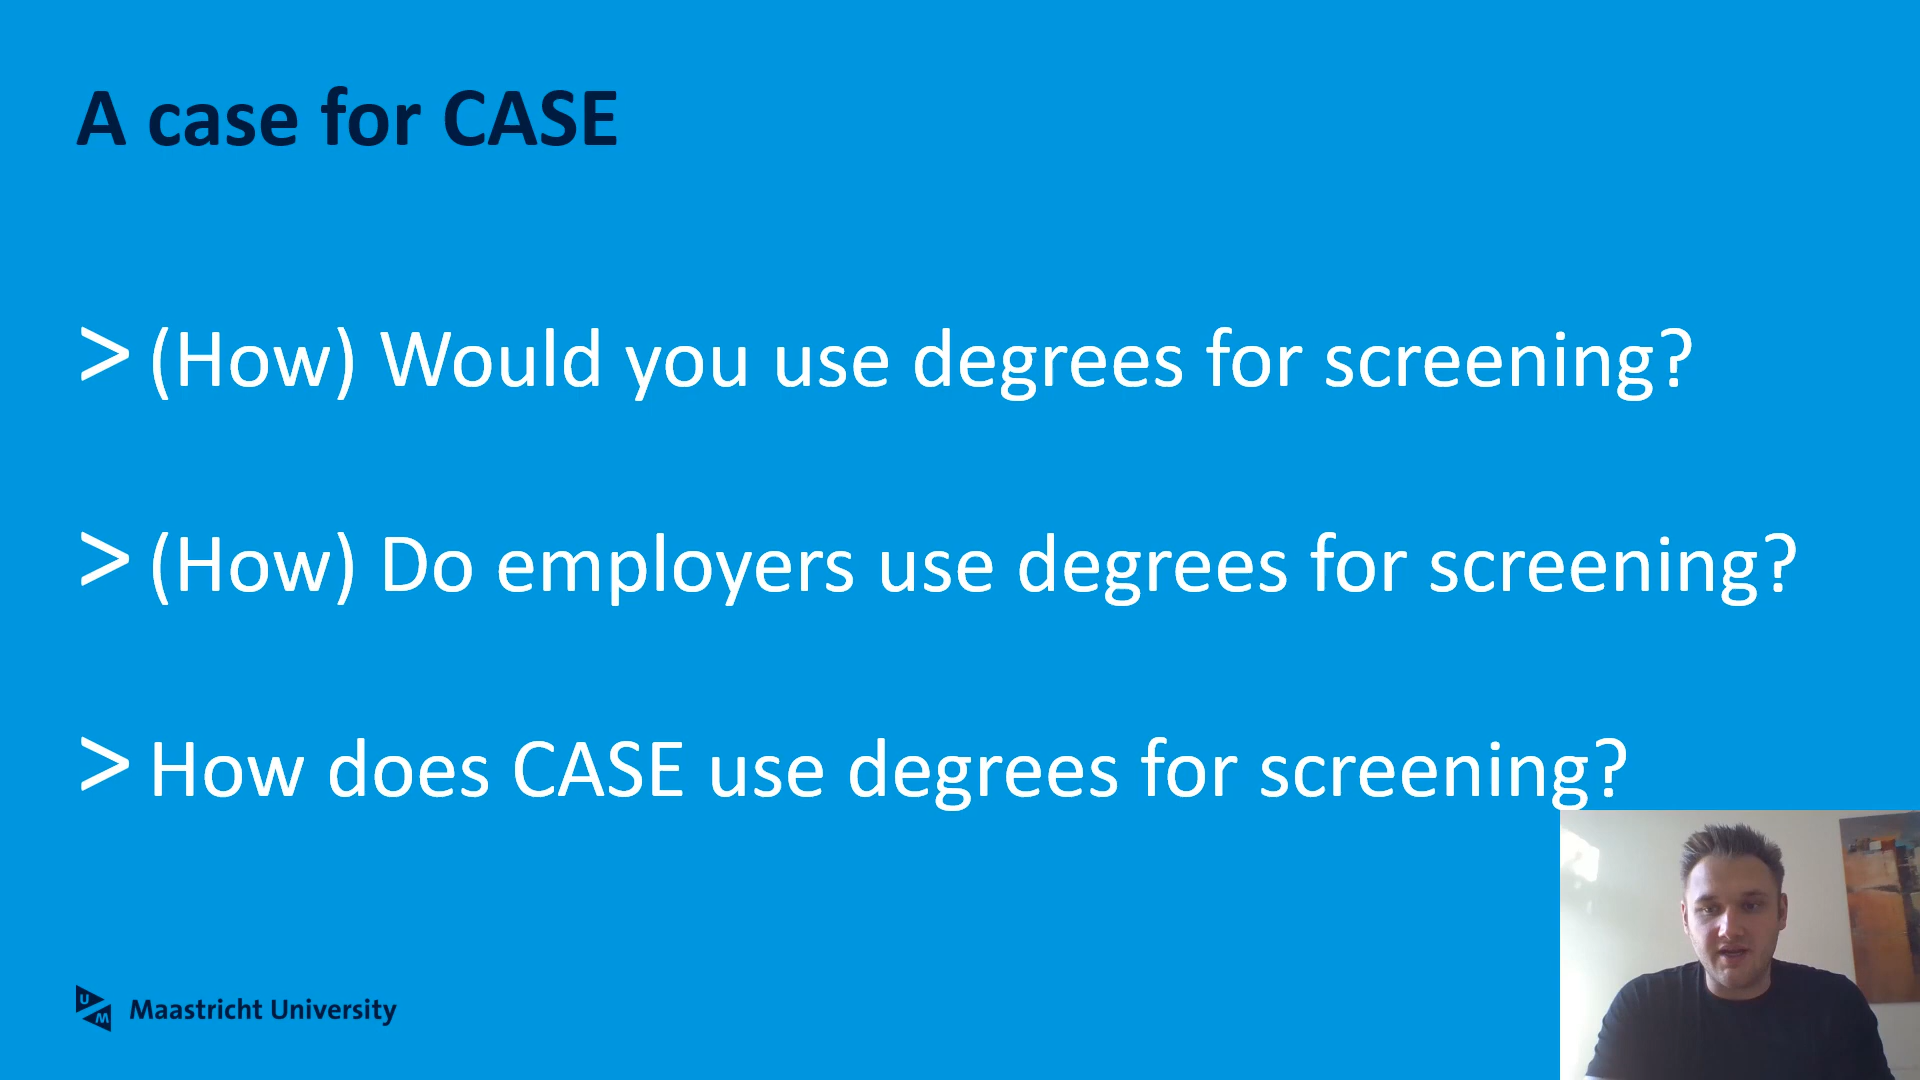 A case for CASE
> (How) Would you use degrees for screening?
> (How) Do employers use degrees for screening?
> How does CASE use degrees for screening?
UM Maastricht University